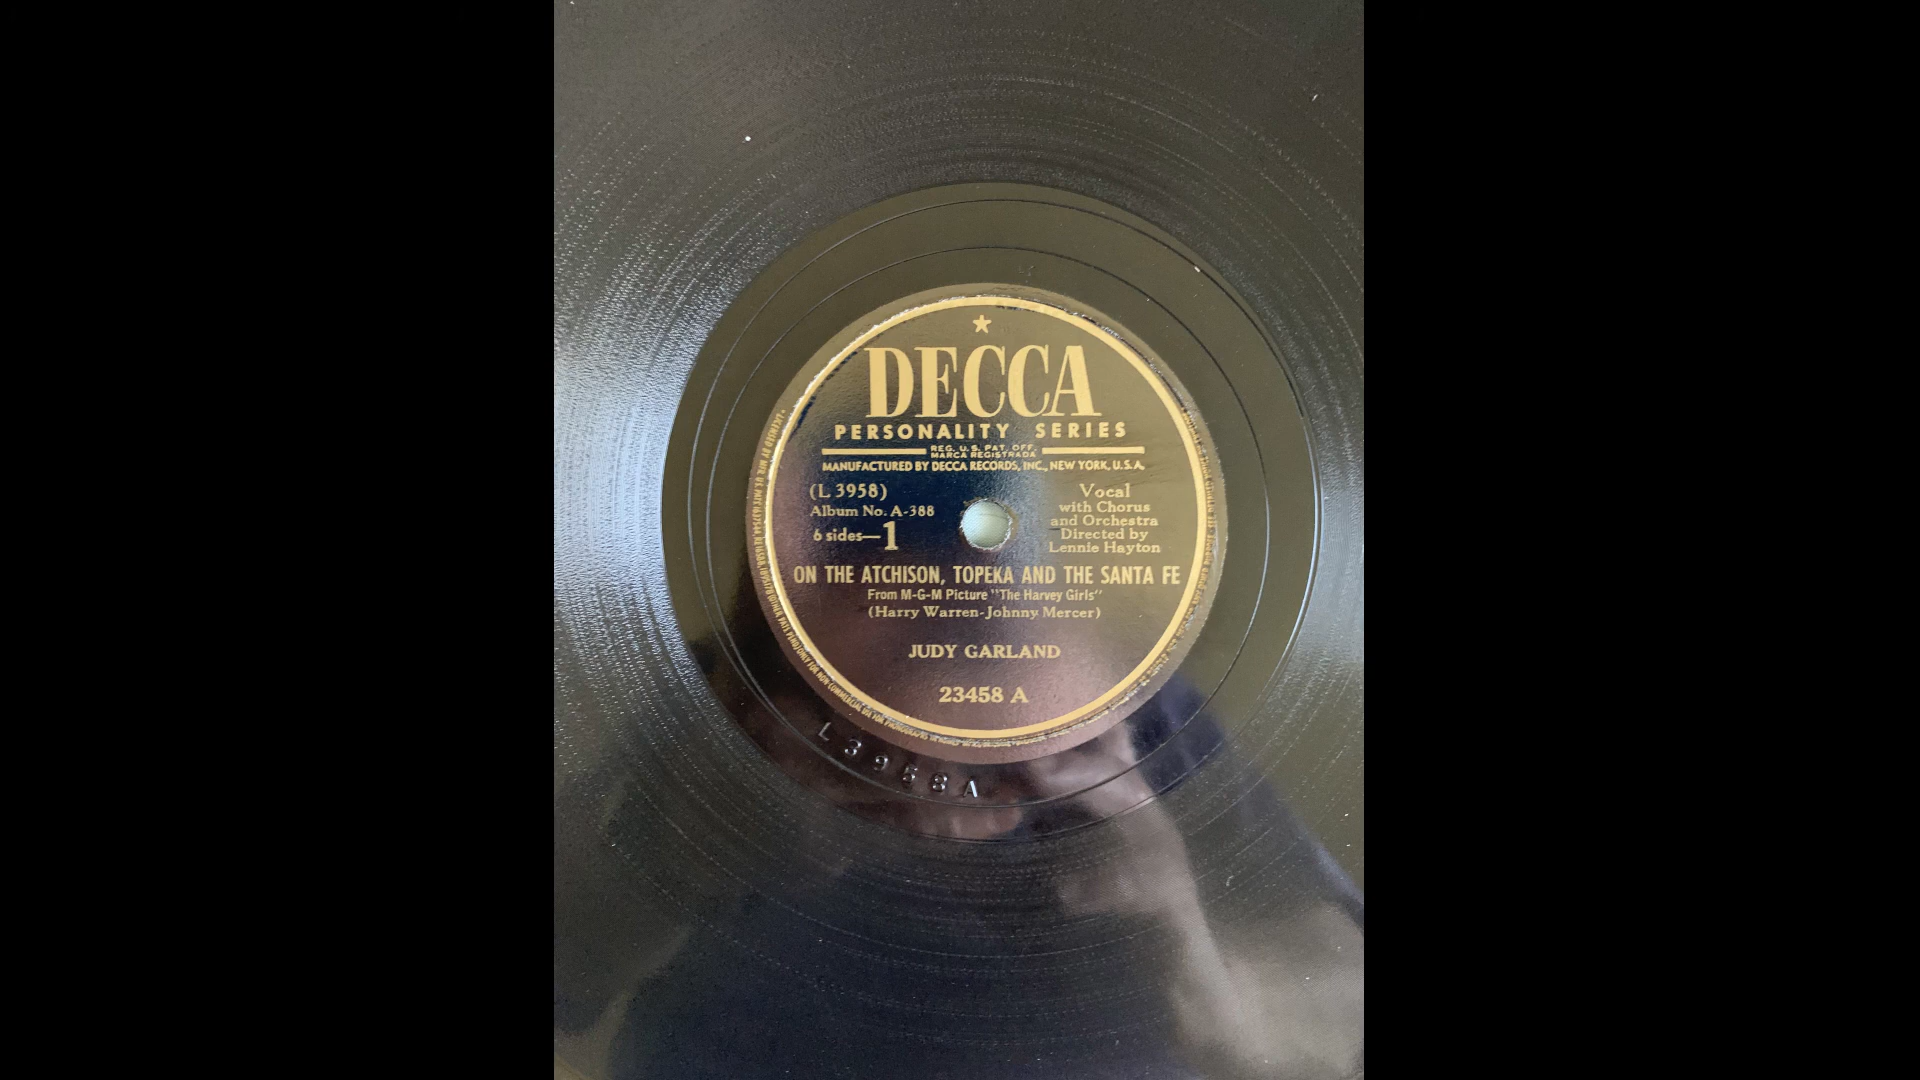 DECCA
PERSONALITY SERIES
REG. U.S. PAT. OFF.
MARCA REGISTRADA
MANUFACTURED BY DECCA RECORDS, INC., NEW YORK, U.S.A.
(L 3958)
Album No. A-388
6 sides—1
Vocal
with Chorus
and Orchestra
Directed by
Lennie Hayton
ON THE ATCHISON, TOPEKA AND THE SANTA FE
From M-G-M Picture "The Harvey Girls"
(Harry Warren-Johnny Mercer)
JUDY GARLAND
23458 A
L 3958A